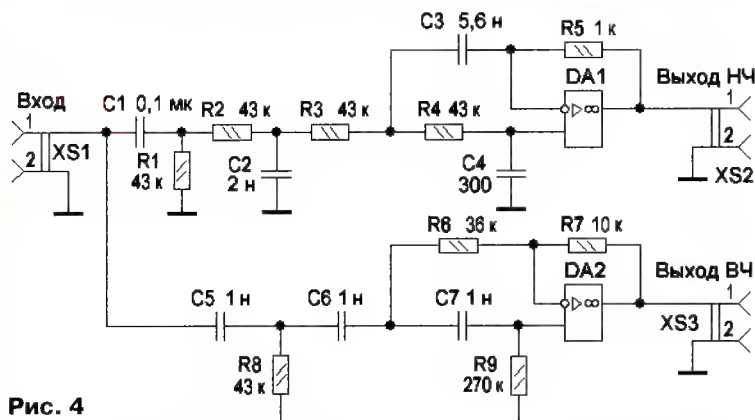 C3 5,6 н
R5 1 к
DA1
Вход
1
2
XS1
C1 0,1 мк
R1
43 к
R2 43 к
C2
2 н
R3 43 к
R4 43 к
C4
300
▷ ∞
Выход НЧ
1
2
XS2
R6 36 к
R7 10 к
DA2
Выход ВЧ
1
2
XS3
C5 1 н
C6 1 н
C7 1 н
▷ ∞
R8
43 к
R9
270 к
Рис. 4